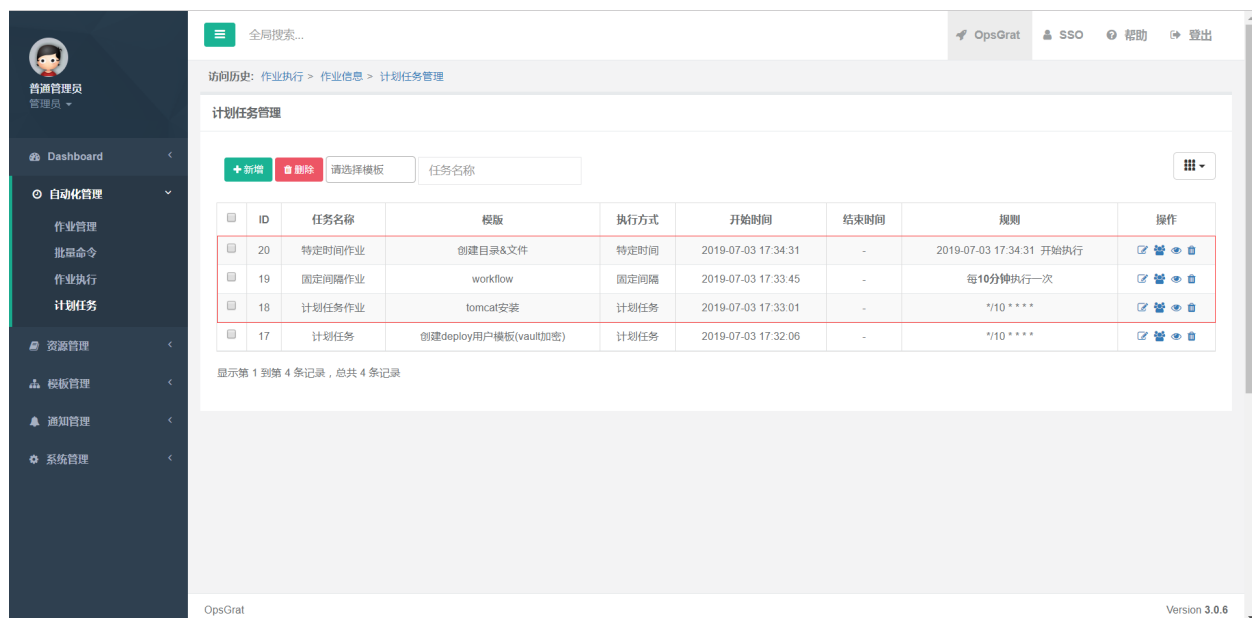 全局搜索...
OpsGrat SSO 帮助 登出
普通管理员
管理员
访问历史: 作业执行 > 作业信息 > 计划任务管理
计划任务管理
Dashboard
自动化管理
作业管理
批量命令
作业执行
计划任务
资源管理
模板管理
通知管理
系统管理
新增 删除 请选择模板 任务名称
ID 任务名称 模版 执行方式 开始时间 结束时间 规则 操作
20 特定时间作业 创建目录&文件 特定时间 2019-07-03 17:34:31 - 2019-07-03 17:34:31 开始执行
19 固定间隔作业 workflow 固定间隔 2019-07-03 17:33:45 - 每10分钟执行一次
18 计划任务作业 tomcat安装 计划任务 2019-07-03 17:33:01 - */10 * * * *
17 计划任务 创建deploy用户模板(vault加密) 计划任务 2019-07-03 17:32:06 - */10 * * * *
显示第 1 到第 4 条记录，总共 4 条记录
OpsGrat Version 3.0.6